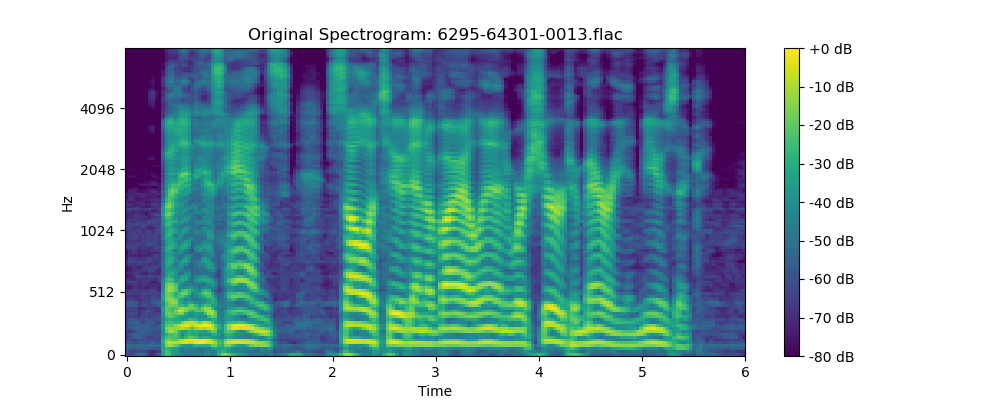 Original Spectrogram: 6295-64301-0013.flac
Hz
4096
2048
1024
512
0
0 1 2 3 4 5 6
Time
+0 dB
-10 dB
-20 dB
-30 dB
-40 dB
-50 dB
-60 dB
-70 dB
-80 dB